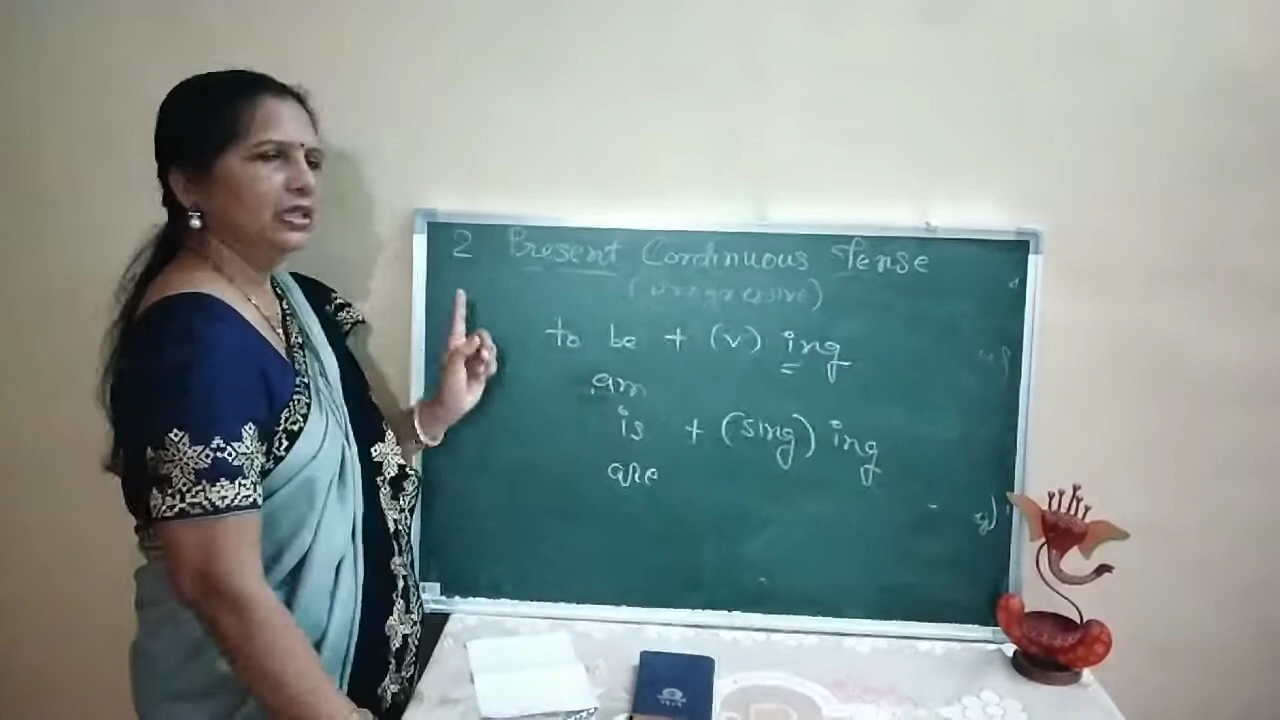 2 Present Continuous Tense
(progressive)
to be + (v) ing
am
is + (sing) ing
are